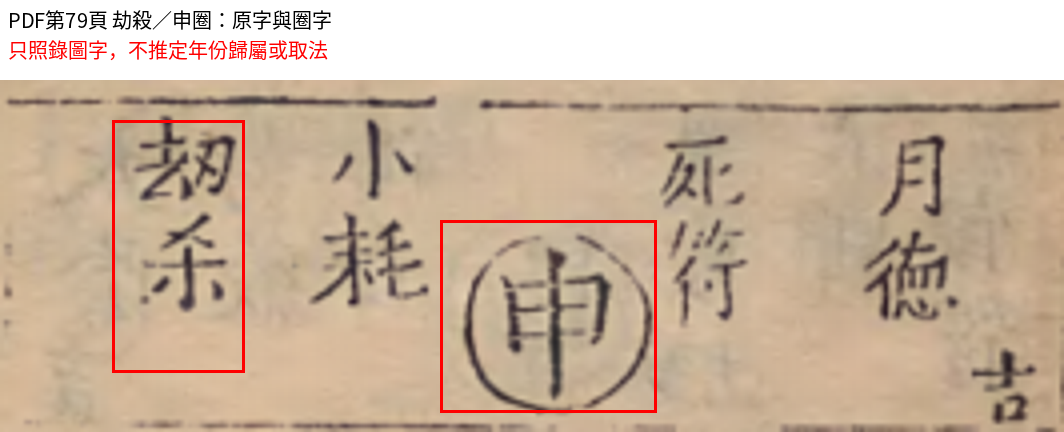 PDF第79頁 劫殺／申圈：原字與圈字
只照錄圖字，不推定年份歸屬或取法
月德
吉
死符
申
小耗
刼杀